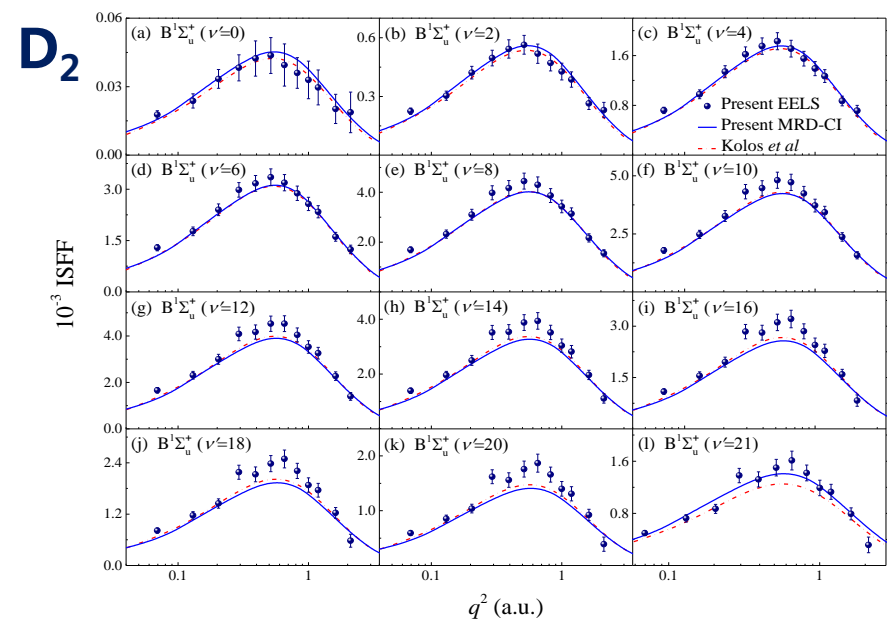 D₂
10⁻³ ISFF
(a) B¹Σᵤ⁺ (ν′=0)
(b) B¹Σᵤ⁺ (ν′=2)
(c) B¹Σᵤ⁺ (ν′=4)
0.06
0.03
0.00
0.6
0.3
1.6
0.8
Present EELS
Present MRD-CI
Kolos et al
(d) B¹Σᵤ⁺ (ν′=6)
(e) B¹Σᵤ⁺ (ν′=8)
(f) B¹Σᵤ⁺ (ν′=10)
3.0
1.5
0.0
4.0
2.0
5.0
2.5
(g) B¹Σᵤ⁺ (ν′=12)
(h) B¹Σᵤ⁺ (ν′=14)
(i) B¹Σᵤ⁺ (ν′=16)
4.0
2.0
0.0
4.0
2.0
3.0
1.5
(j) B¹Σᵤ⁺ (ν′=18)
(k) B¹Σᵤ⁺ (ν′=20)
(l) B¹Σᵤ⁺ (ν′=21)
2.4
1.2
0.0
2.0
1.0
1.6
0.8
0.1 1
0.1 1
0.1 1
q² (a.u.)